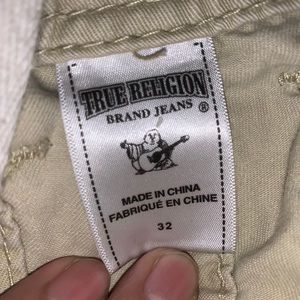 TRUE RELIGION
BRAND JEANS ®
MADE IN CHINA
FABRIQUÉ EN CHINE
32